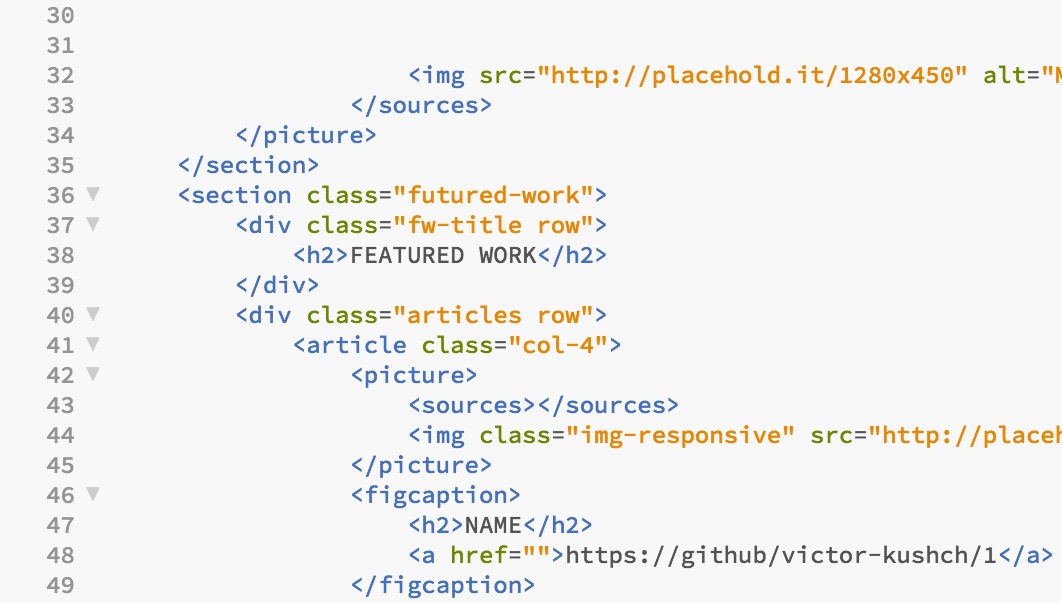 30
31
32 <img src="http://placehold.it/1280x450" alt="
33 </sources>
34 </picture>
35 </section>
36 <section class="futured-work">
37 <div class="fw-title row">
38 <h2>FEATURED WORK</h2>
39 </div>
40 <div class="articles row">
41 <article class="col-4">
42 <picture>
43 <sources></sources>
44 <img class="img-responsive" src="http://place
45 </picture>
46 <figcaption>
47 <h2>NAME</h2>
48 <a href="">https://github/victor-kushch/1</a>
49 </figcaption>